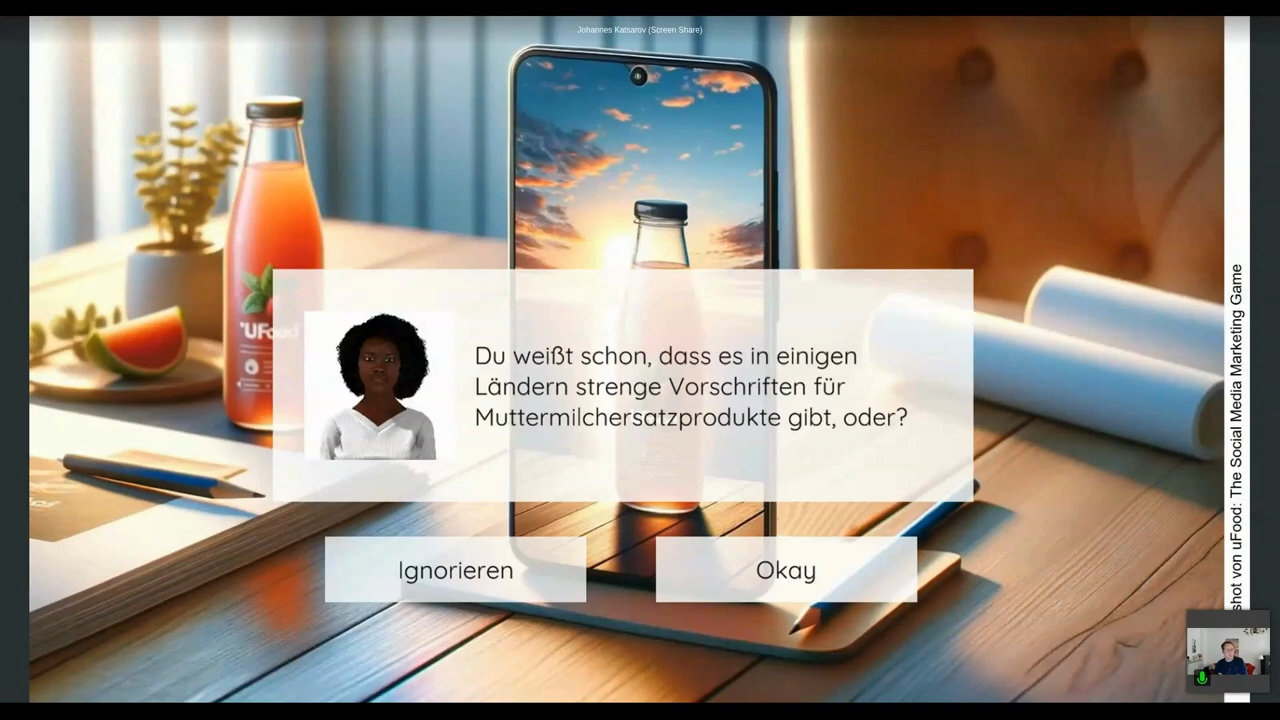 Johannes Katsarov (Screen Share)
UFood
Du weißt schon, dass es in einigen
Ländern strenge Vorschriften für
Muttermilchersatzprodukte gibt, oder?
Ignorieren
Okay
shot von uFood: The Social Media Marketing Game